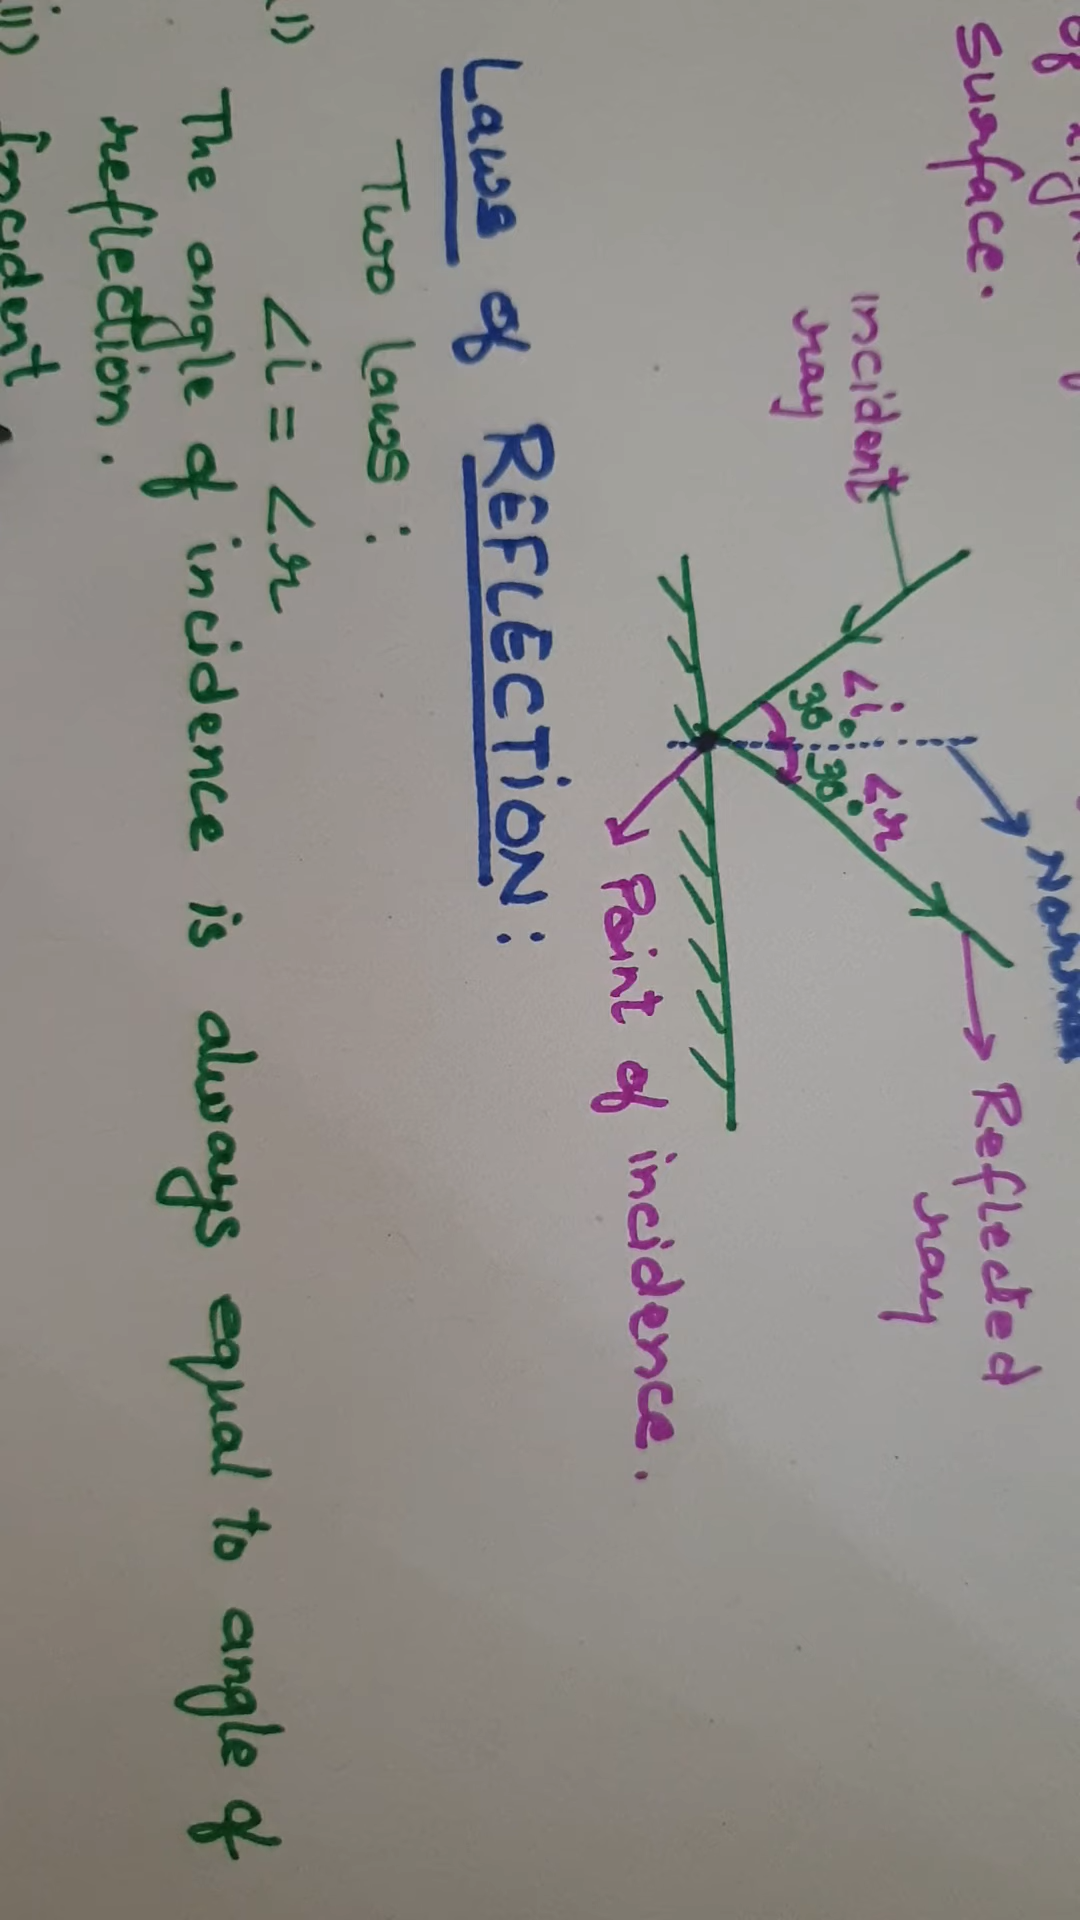 surface.
Normal
incident
ray
Reflected
ray
∠i ∠r
30° 30°
Point of incidence.
Laws of REFLECTION:
Two laws:
i)
∠i = ∠r
The angle of incidence is always equal to angle of
reflection.
ii) incident